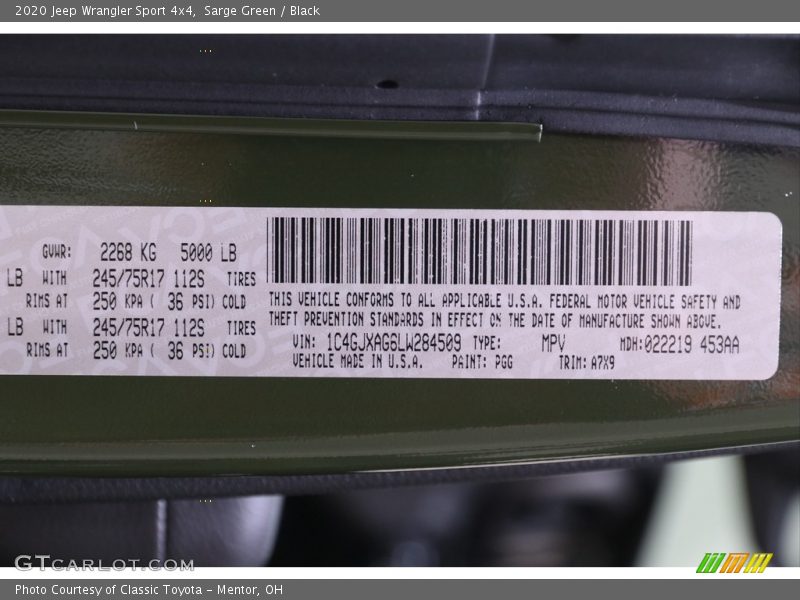 2020 Jeep Wrangler Sport 4x4, Sarge Green / Black
GVWR: 2268 KG 5000 LB
LB WITH 245/75R17 112S TIRES
RIMS AT 250 KPA ( 36 PSI) COLD
LB WITH 245/75R17 112S TIRES
RIMS AT 250 KPA ( 36 PSI) COLD
THIS VEHICLE CONFORMS TO ALL APPLICABLE U.S.A. FEDERAL MOTOR VEHICLE SAFETY AND
THEFT PREVENTION STANDARDS IN EFFECT ON THE DATE OF MANUFACTURE SHOWN ABOVE.
VIN: 1C4GJXAG6LW284509 TYPE: MPV MDH:022219 453AA
VEHICLE MADE IN U.S.A. PAINT: PGG TRIM: A7X9
GTCARLOT.COM
Photo Courtesy of Classic Toyota - Mentor, OH